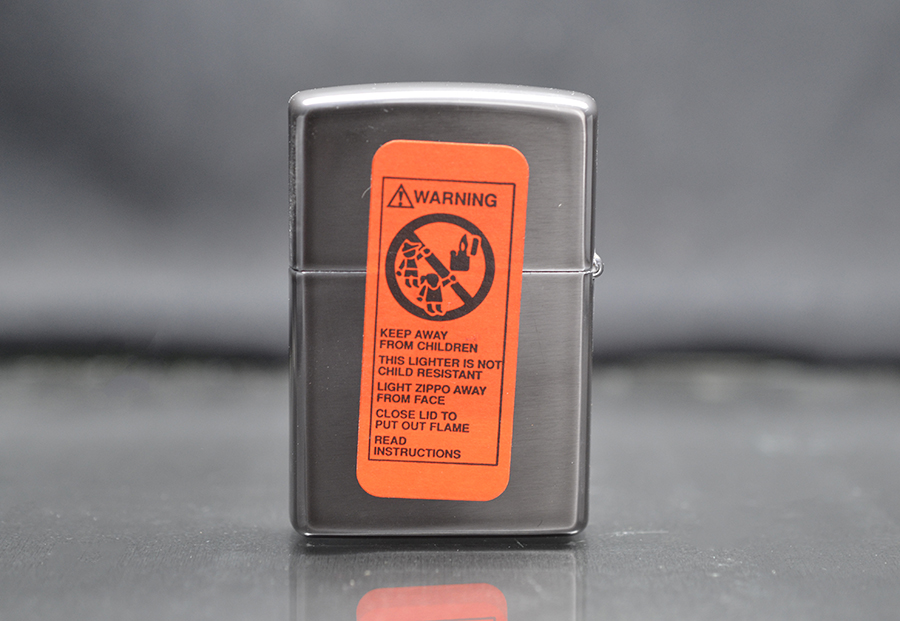 WARNING
KEEP AWAY
FROM CHILDREN
THIS LIGHTER IS NOT
CHILD RESISTANT
LIGHT ZIPPO AWAY
FROM FACE
CLOSE LID TO
PUT OUT FLAME
READ
INSTRUCTIONS